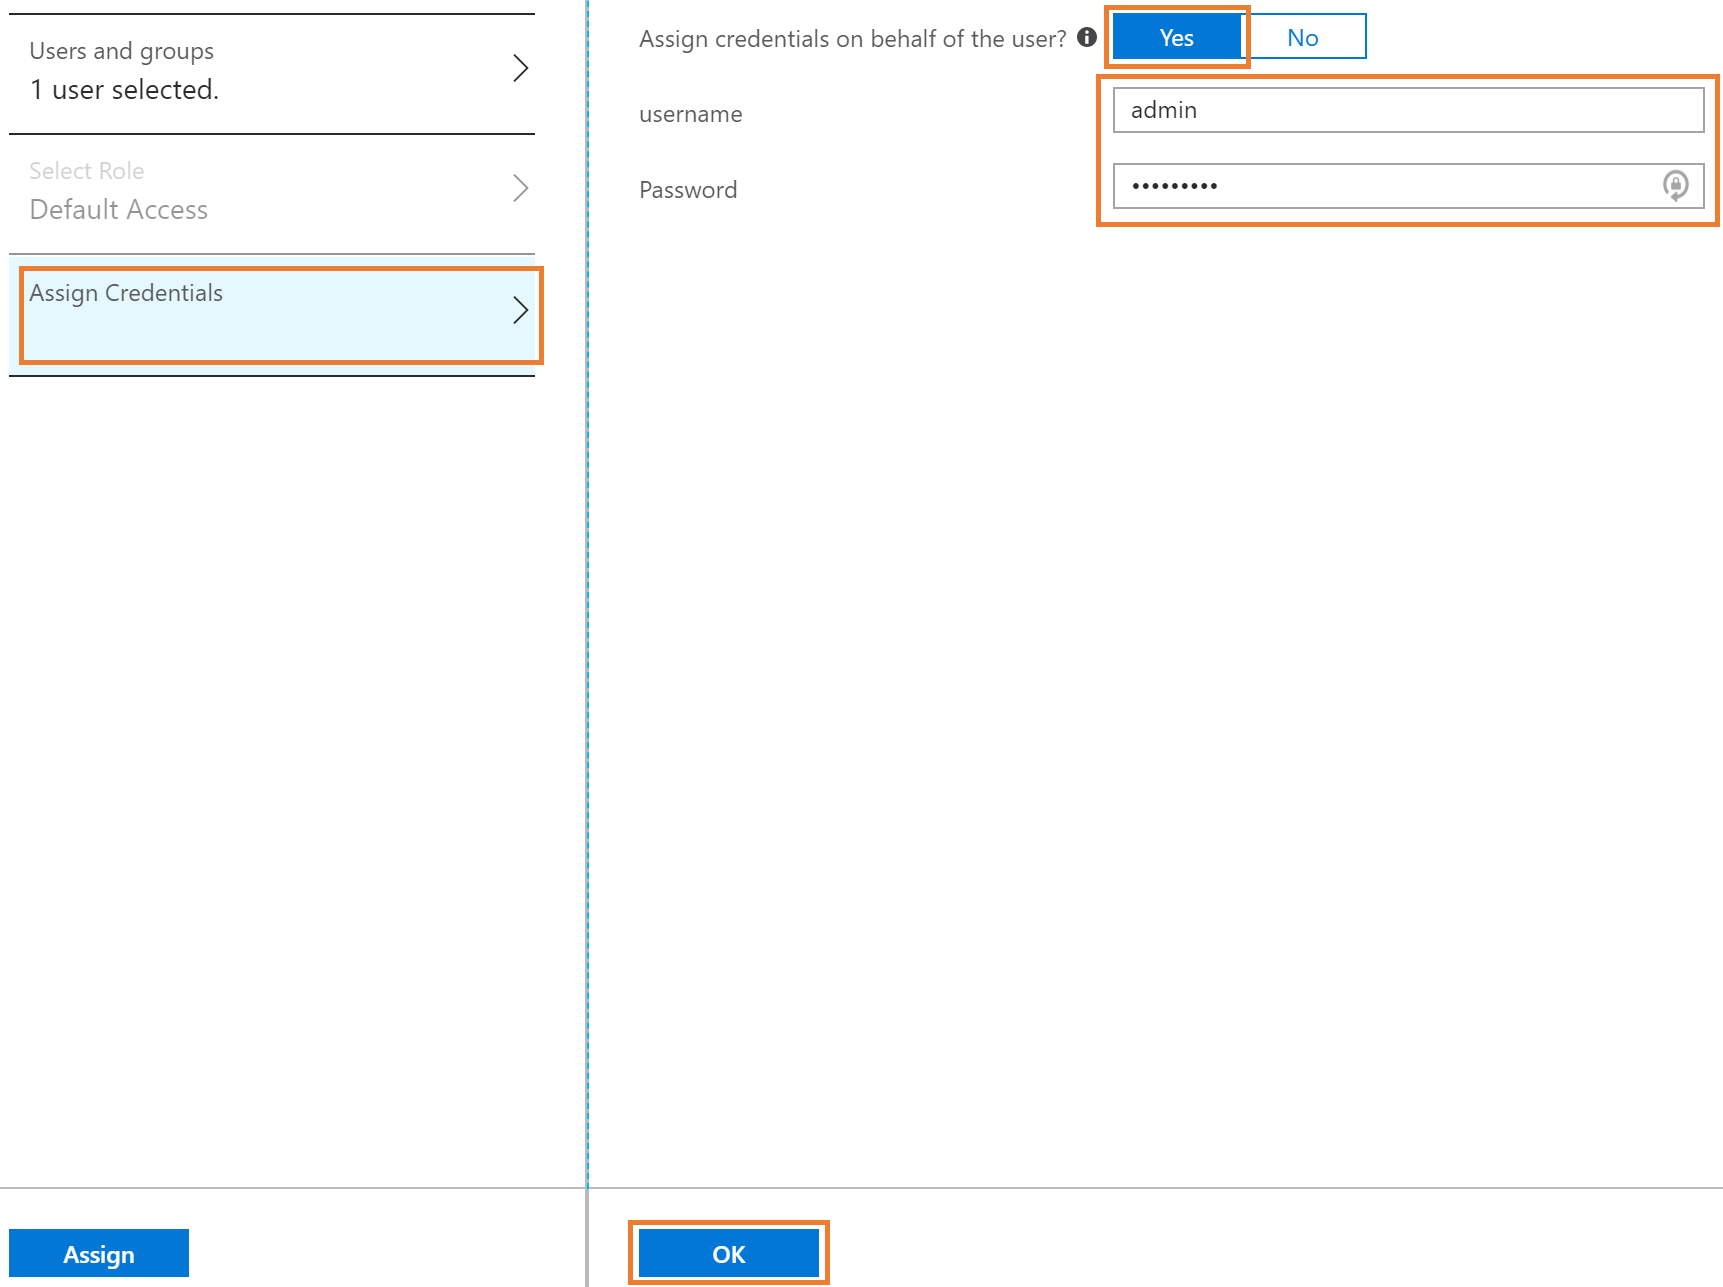 Users and groups
1 user selected.
Select Role
Default Access
Assign Credentials
Assign
Assign credentials on behalf of the user?
Yes
No
username
admin
Password
•••••••••
OK